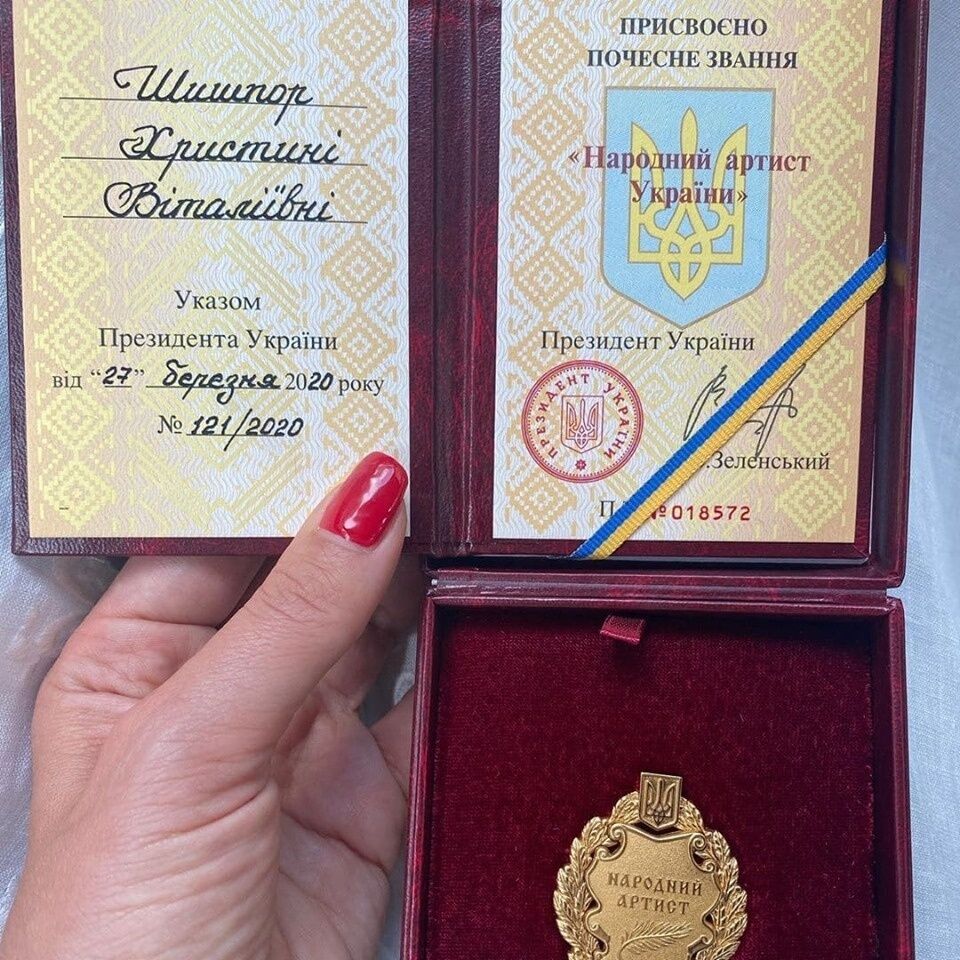 Шишпор
Христині
Віталіївні
Указом
Президента України
від “27” березня 2020 року
№ 121/2020
ПРИСВОЄНО
ПОЧЕСНЕ ЗВАННЯ
«Народний артист
України»
Президент України
ПРЕЗИДЕНТ УКРАЇНИ
.Зеленський
№018572
НАРОДНИЙ
АРТИСТ